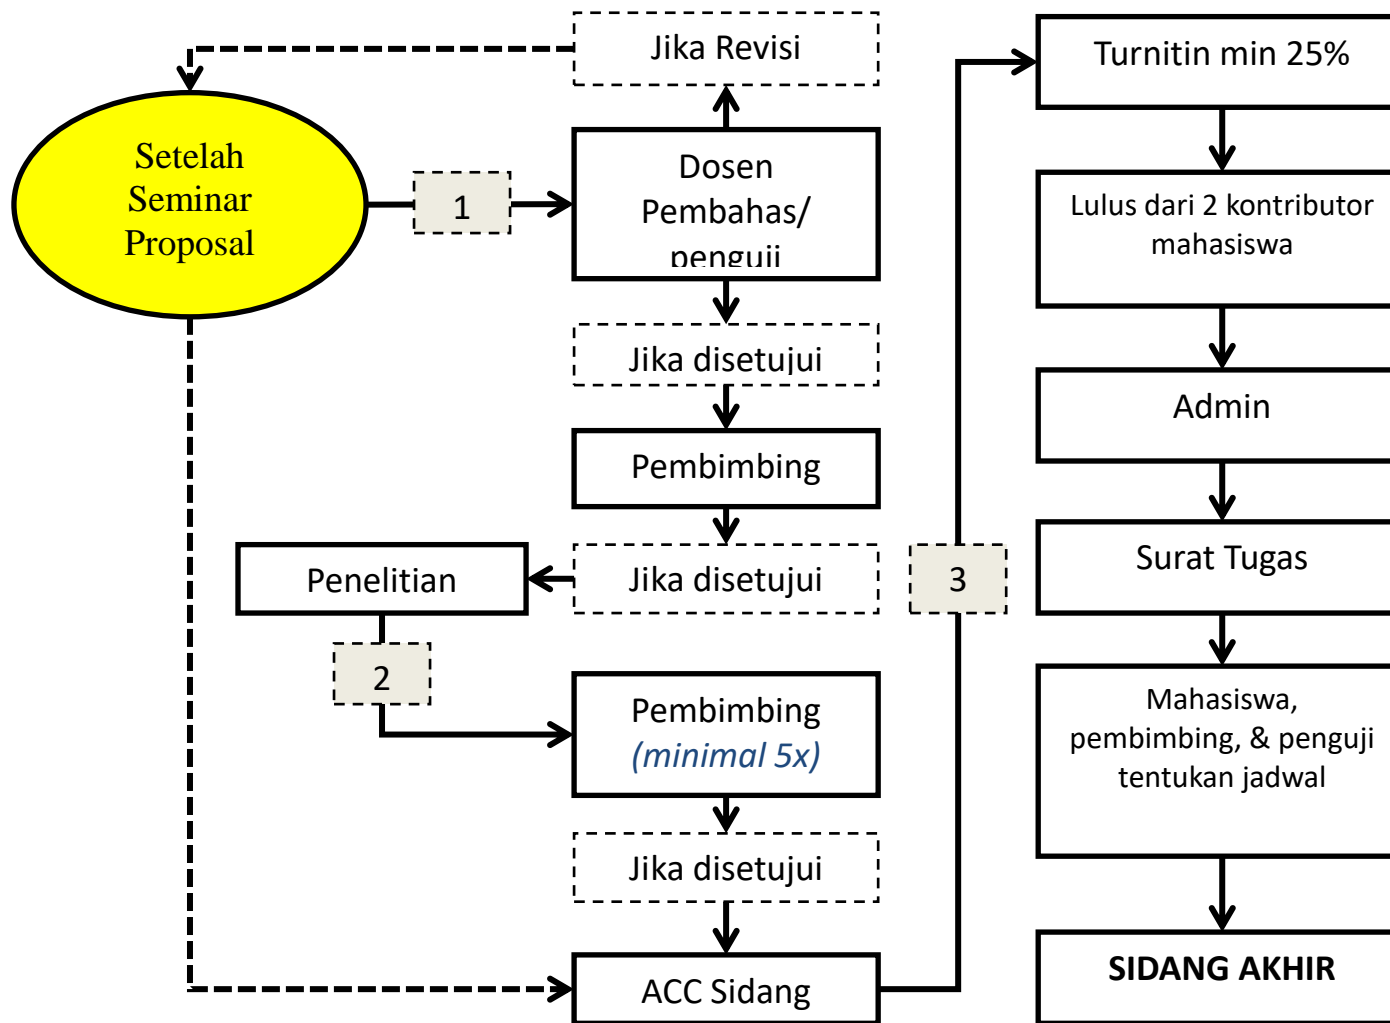 Setelah
Seminar
Proposal
1
Jika Revisi
Dosen
Pembahas/
penguji
Jika disetujui
Pembimbing
Jika disetujui
Penelitian
2
Pembimbing
(minimal 5x)
Jika disetujui
ACC Sidang
3
Turnitin min 25%
Lulus dari 2 kontributor
mahasiswa
Admin
Surat Tugas
Mahasiswa,
pembimbing, & penguji
tentukan jadwal
SIDANG AKHIR